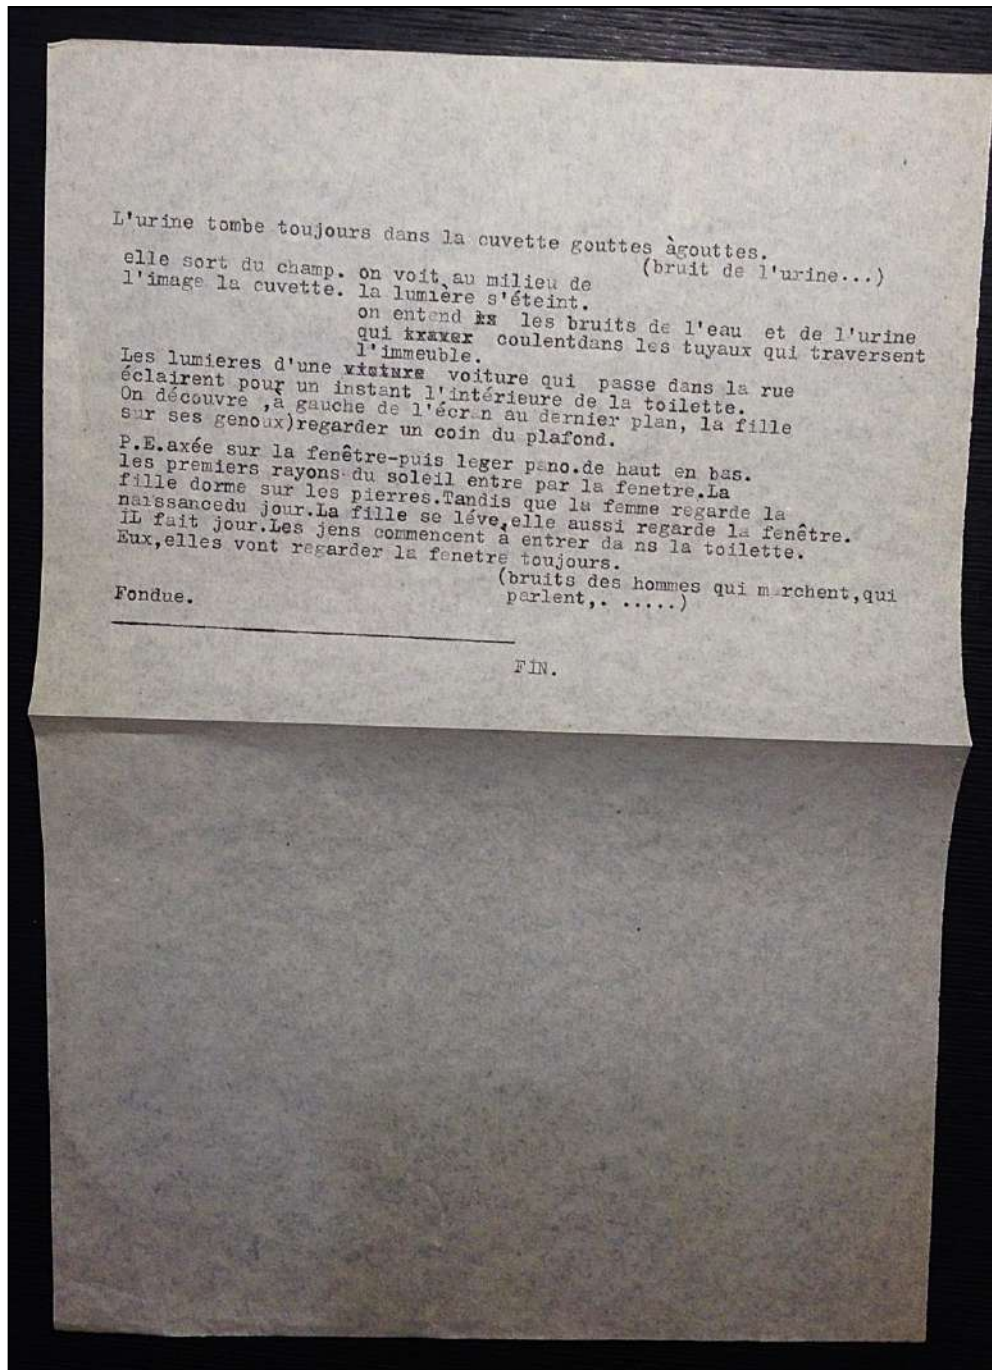 L'urine tombe toujours dans la cuvette gouttes àgouttes.
(bruit de l'urine...)
elle sort du champ. on voit au milieu de
l'image la cuvette. la lumière s'éteint.
on entend les bruits de l'eau et de l'urine
qui coulentdans les tuyaux qui traversent
l'immeuble.
Les lumieres d'une voiture qui passe dans la rue
éclairent pour un instant l'intérieure de la toilette.
On découvre ,à gauche de l'écran au dernier plan, la fille
sur ses genoux)regarder un coin du plafond.
P.E.axée sur la fenêtre-puis leger pano.de haut en bas.
les premiers rayons du soleil entre par la fenetre.La
fille dorme sur les pierres.Tandis que la femme regarde la
naissancedu jour.La fille se léve,elle aussi regarde la fenêtre.
iL fait jour.Les jens commencent à entrer da ns la toilette.
Eux,elles vont regarder la fenetre toujours.
(bruits des hommes qui marchent,qui
parlent,. .....)
Fondue.
FiN.